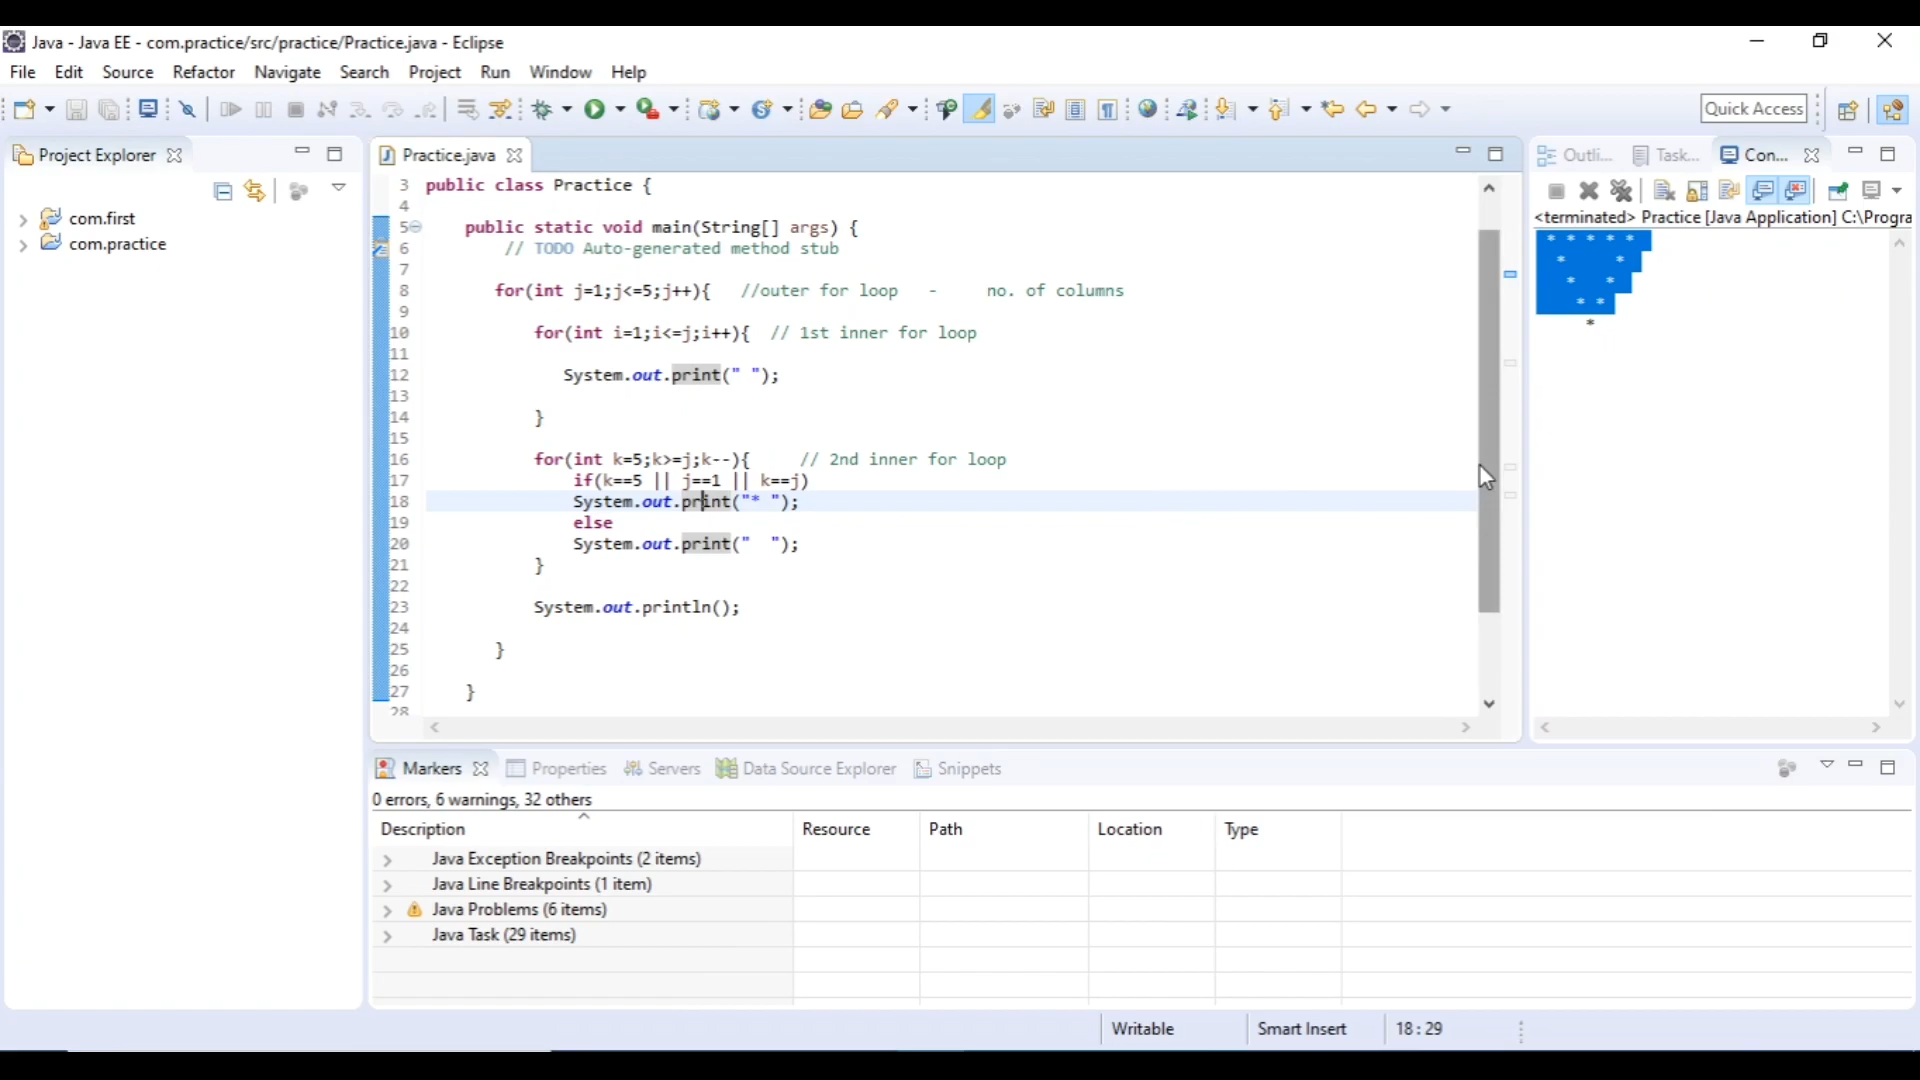 Java - Java EE - com.practice/src/practice/Practice.java - Eclipse
File Edit Source Refactor Navigate Search Project Run Window Help
Quick Access
Project Explorer
Practice.java
Outli...
Task...
Con...
com.first
com.practice
3 public class Practice {
4
5 public static void main(String[] args) {
6 // TODO Auto-generated method stub
7
8 for(int j=1;j<=5;j++){ //outer for loop - no. of columns
9
10 for(int i=1;i<=j;i++){ // 1st inner for loop
11
12 System.out.print(" ");
13
14 }
15
16 for(int k=5;k>=j;k--){ // 2nd inner for loop
17 if(k==5 || j==1 || k==j)
18 System.out.print("* ");
19 else
20 System.out.print("  ");
21 }
22
23 System.out.println();
24
25 }
26
27 }
28
<terminated> Practice [Java Application] C:\Progra
* * * * *
*     *
*   *
* *
*
Markers Properties Servers Data Source Explorer Snippets
0 errors, 6 warnings, 32 others
Description Resource Path Location Type
Java Exception Breakpoints (2 items)
Java Line Breakpoints (1 item)
Java Problems (6 items)
Java Task (29 items)
Writable Smart Insert 18 : 29